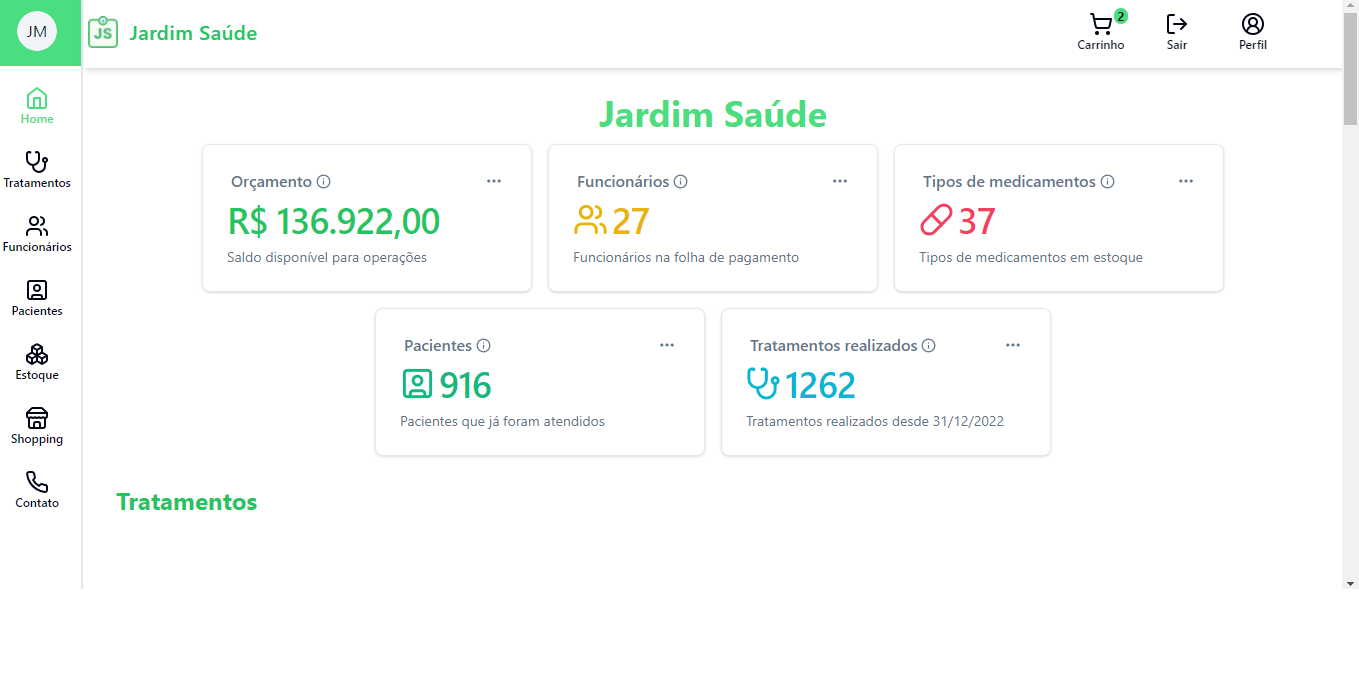 JM
JS
Jardim Saúde
2
Carrinho
Sair
Perfil
Home
Tratamentos
Funcionários
Pacientes
Estoque
Shopping
Contato
Jardim Saúde
Orçamento
R$ 136.922,00
Saldo disponível para operações
Funcionários
27
Funcionários na folha de pagamento
Tipos de medicamentos
37
Tipos de medicamentos em estoque
Pacientes
916
Pacientes que já foram atendidos
Tratamentos realizados
1262
Tratamentos realizados desde 31/12/2022
Tratamentos